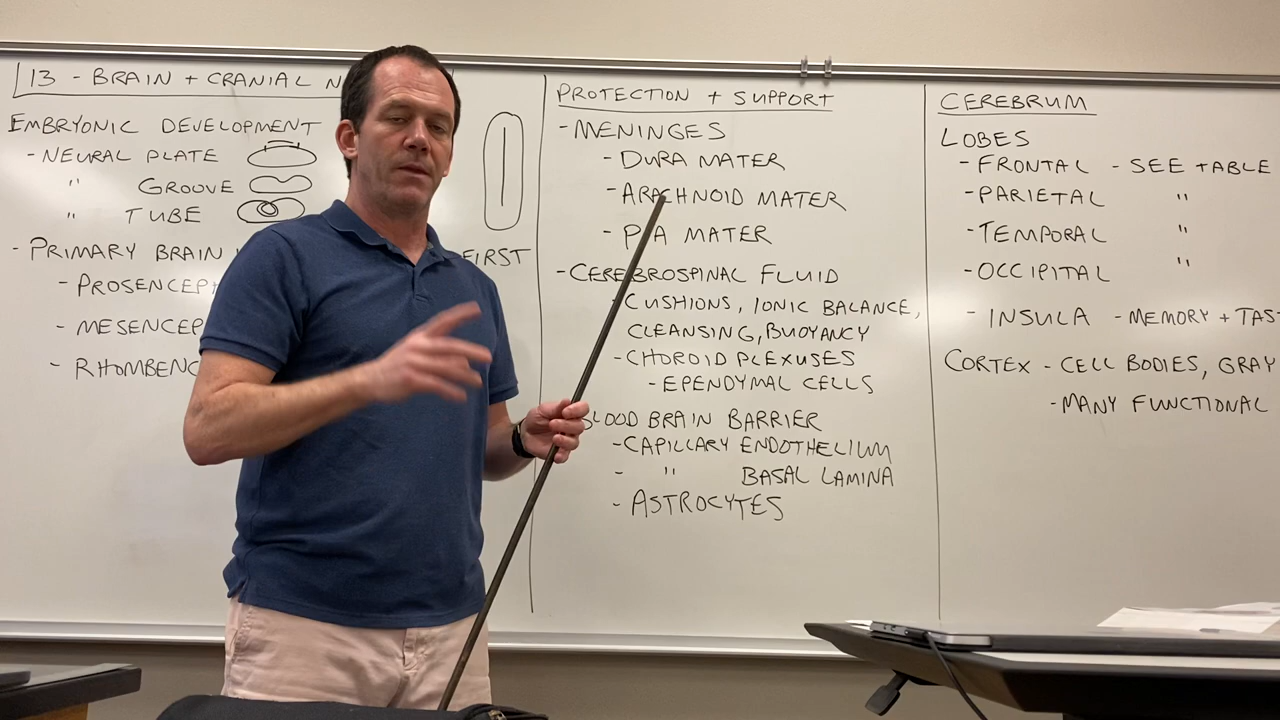 13 - BRAIN + CRANIAL N
EMBRYONIC DEVELOPMENT
- NEURAL PLATE
" GROOVE
" TUBE
- PRIMARY BRAIN
FIRST
- PROSENCEP
- MESENCEP
- RHOMBENC
PROTECTION + SUPPORT
- MENINGES
- DURA MATER
- ARACHNOID MATER
- PIA MATER
- CEREBROSPINAL FLUID
- CUSHIONS, IONIC BALANCE,
CLEANSING, BUOYANCY
- CHOROID PLEXUSES
- EPENDYMAL CELLS
BLOOD BRAIN BARRIER
- CAPILLARY ENDOTHELIUM
- " BASAL LAMINA
- ASTROCYTES
CEREBRUM
LOBES
- FRONTAL - SEE TABLE
- PARIETAL "
- TEMPORAL "
- OCCIPITAL "
- INSULA - MEMORY + TAS
CORTEX - CELL BODIES, GRAY
- MANY FUNCTIONAL